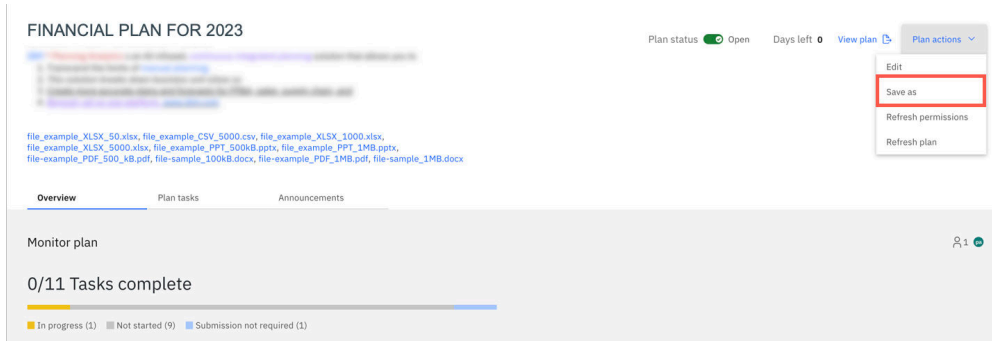 FINANCIAL PLAN FOR 2023
Plan status Open Days left 0 View plan Plan actions
Edit
Save as
Refresh permissions
Refresh plan
file_example_XLSX_50.xlsx, file_example_CSV_5000.csv, file_example_XLSX_1000.xlsx,
file_example_XLSX_5000.xlsx, file_example_PPT_500kB.pptx, file_example_PPT_1MB.pptx,
file-example_PDF_500_kB.pdf, file-sample_100kB.docx, file-example_PDF_1MB.pdf, file-sample_1MB.docx
Overview Plan tasks Announcements
Monitor plan
1
0/11 Tasks complete
In progress (1) Not started (9) Submission not required (1)